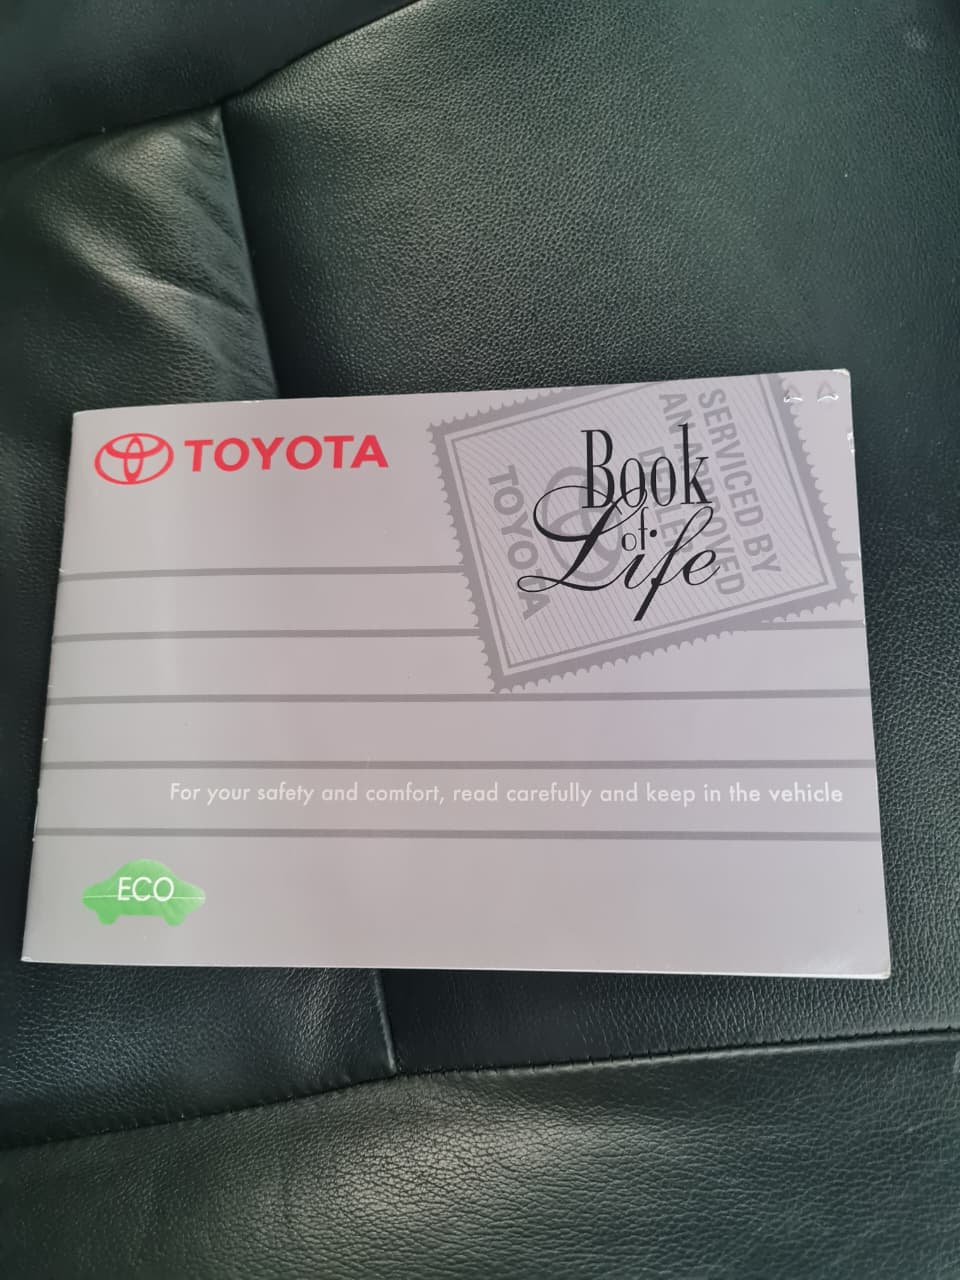 TOYOTA
Book
of
Life
SERVICED BY
AN APPROVED
DEALER
TOYOTA
For your safety and comfort, read carefully and keep in the vehicle
ECO